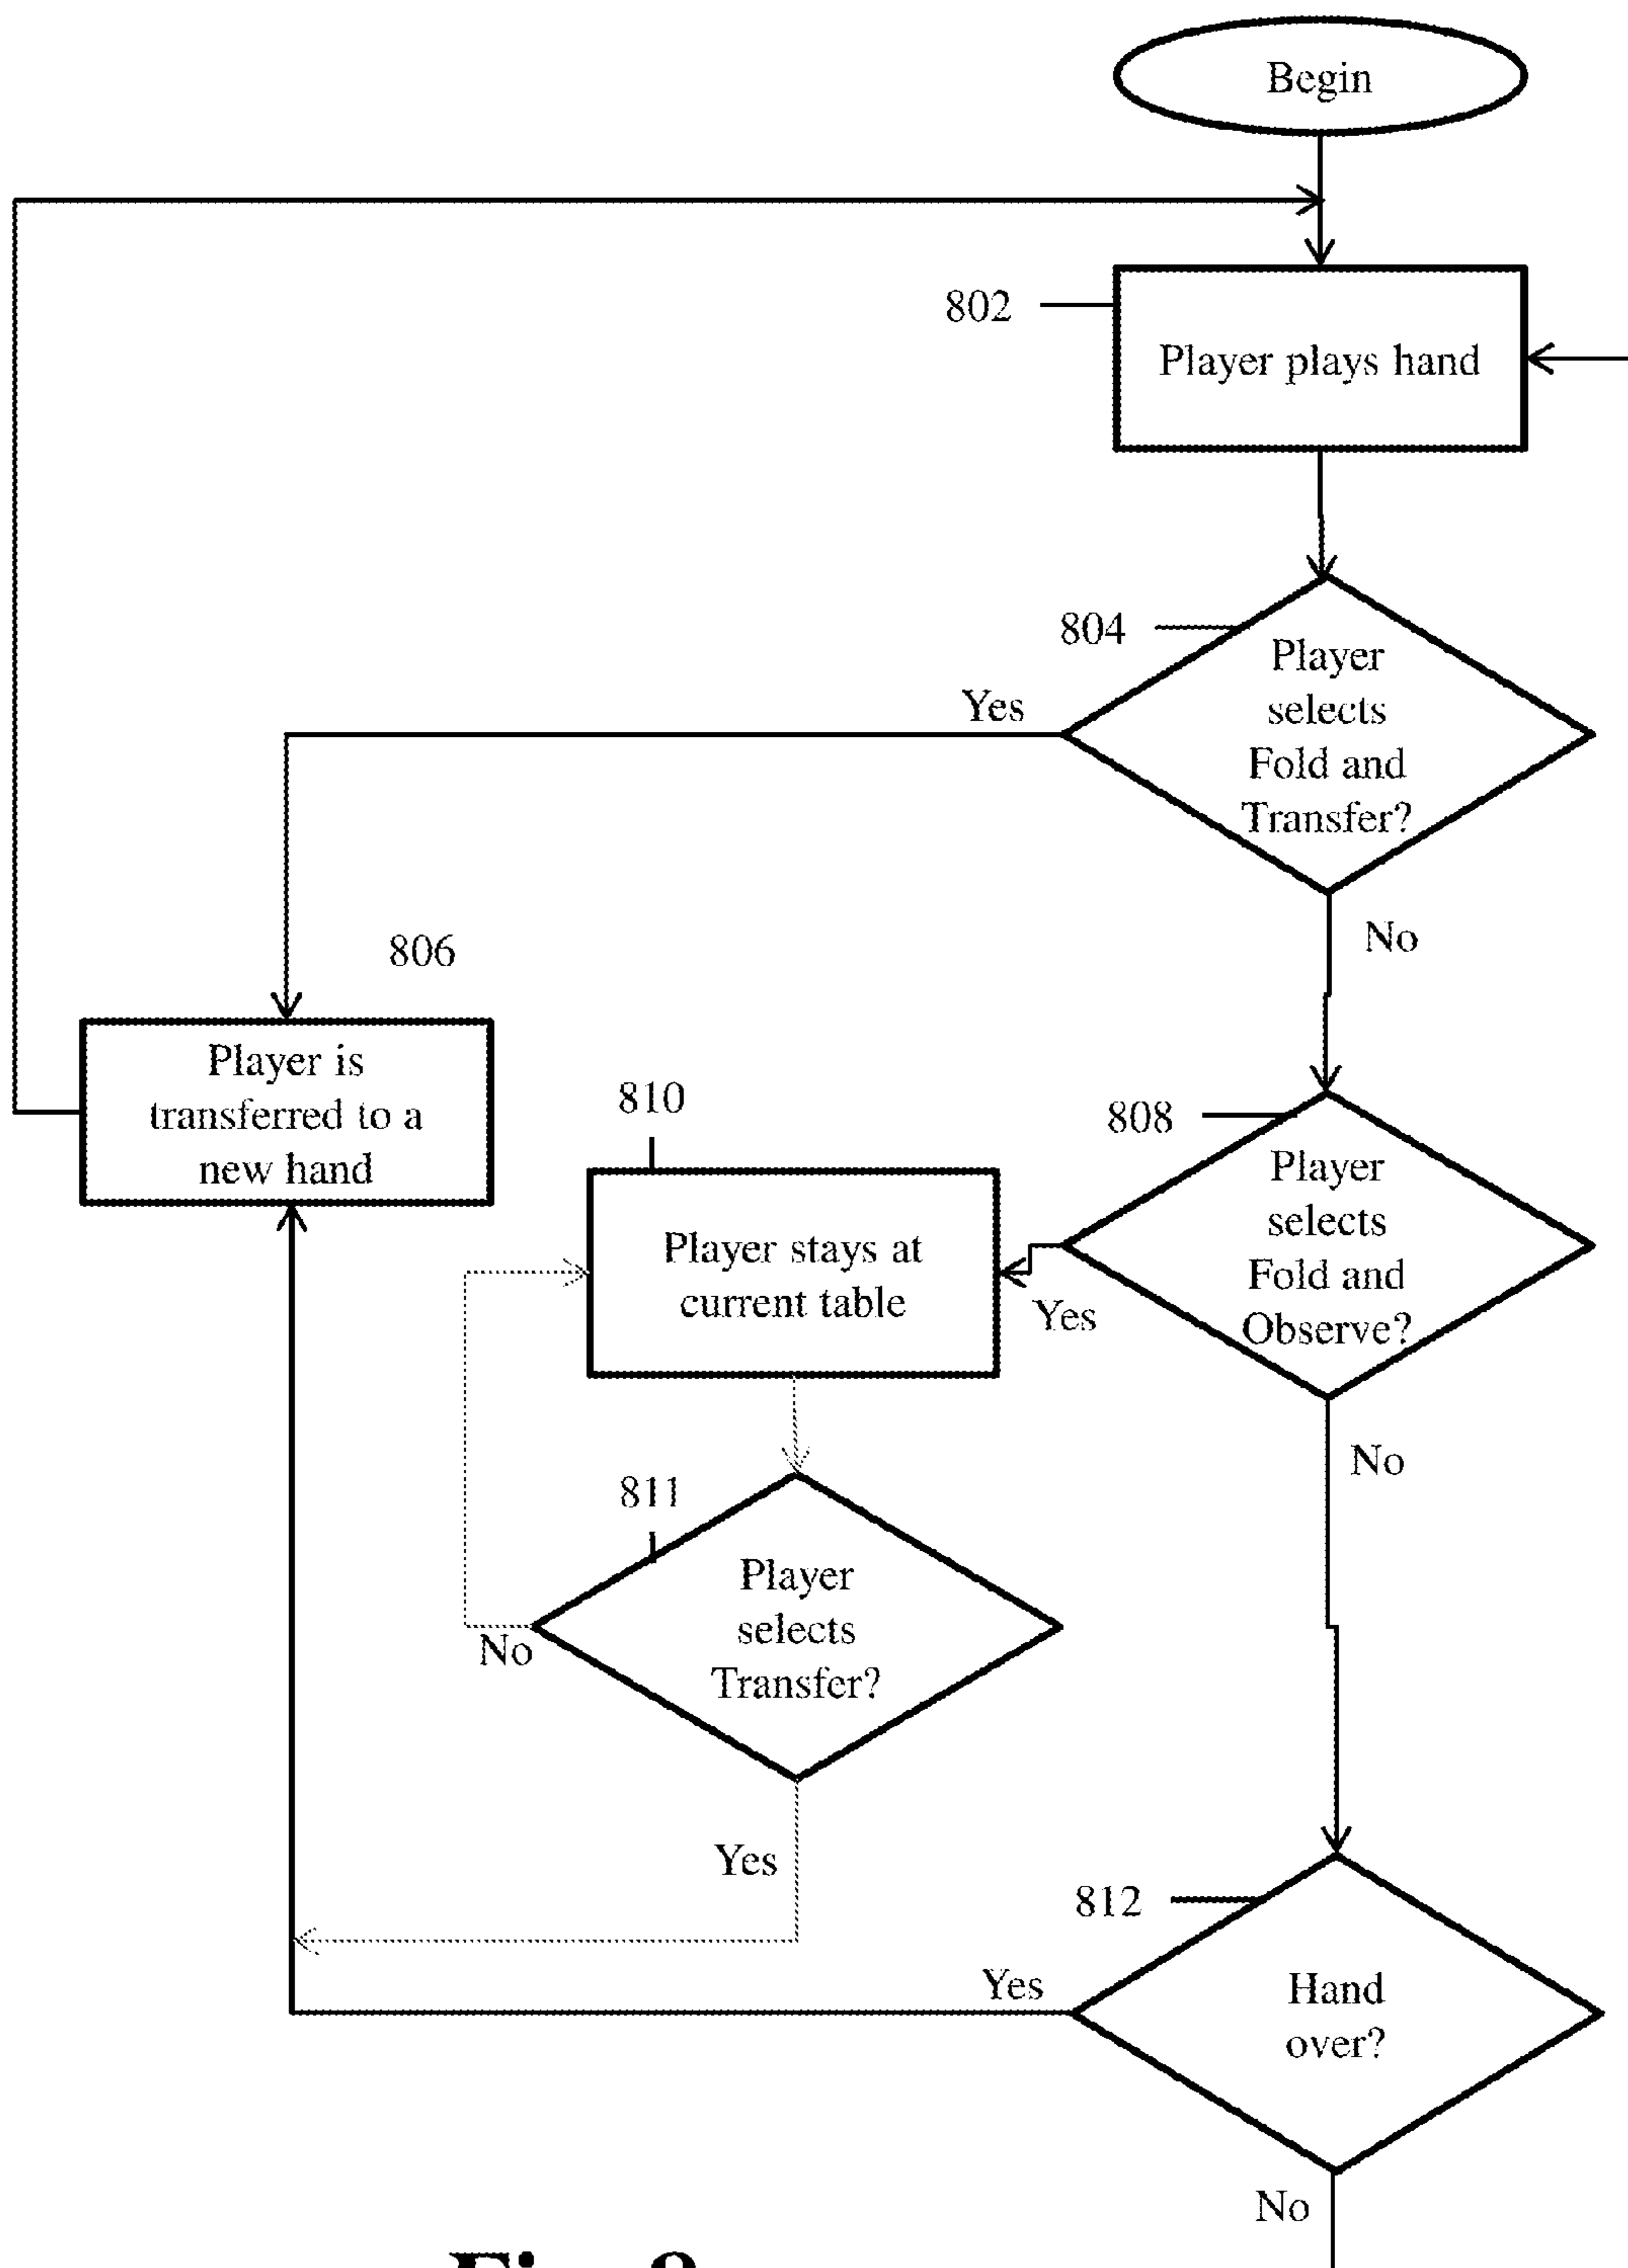 Begin
802
Player plays hand
804
Player
selects
Fold and
Transfer?
Yes
No
806
Player is
transferred to a
new hand
810
Player stays at
current table
808
Player
selects
Fold and
Observe?
Yes
No
811
Player
selects
Transfer?
No
Yes
812
Hand
over?
Yes
No